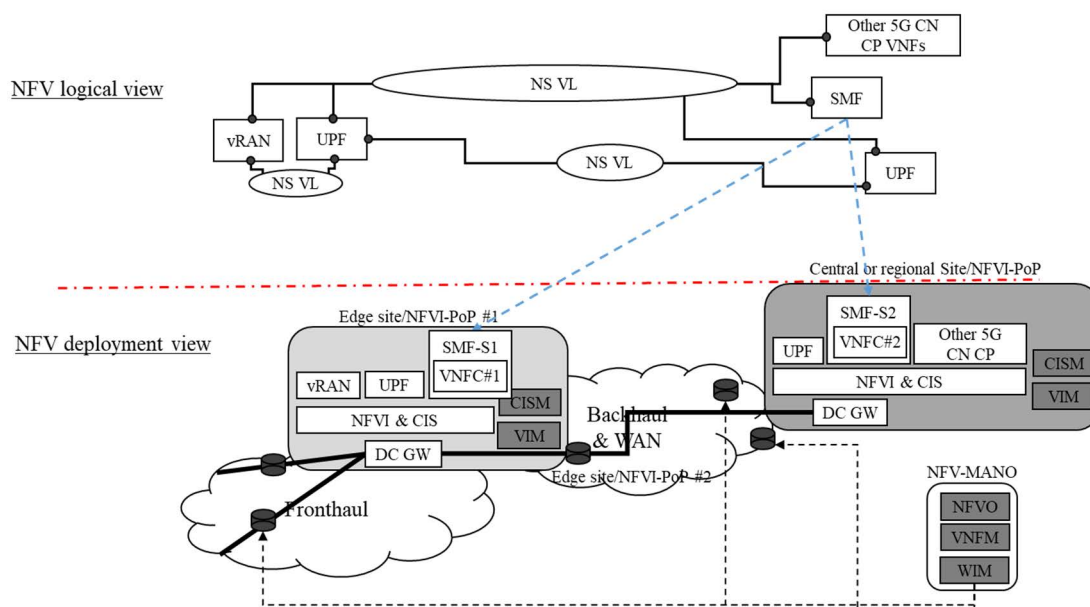 Other 5G CN
CP VNFs
NFV logical view
NS VL
SMF
vRAN
UPF
NS VL
UPF
NS VL
Central or regional Site/NFVI-PoP
Edge site/NFVI-PoP #1
SMF-S2
NFV deployment view
SMF-S1
UPF
VNFC#2
Other 5G
CN CP
VNFC#1
CISM
vRAN
UPF
NFVI & CIS
CISM
VIM
NFVI & CIS
Backhaul
& WAN
DC GW
VIM
DC GW
Edge site/NFVI-PoP #2
NFV-MANO
Fronthaul
NFVO
VNFM
WIM